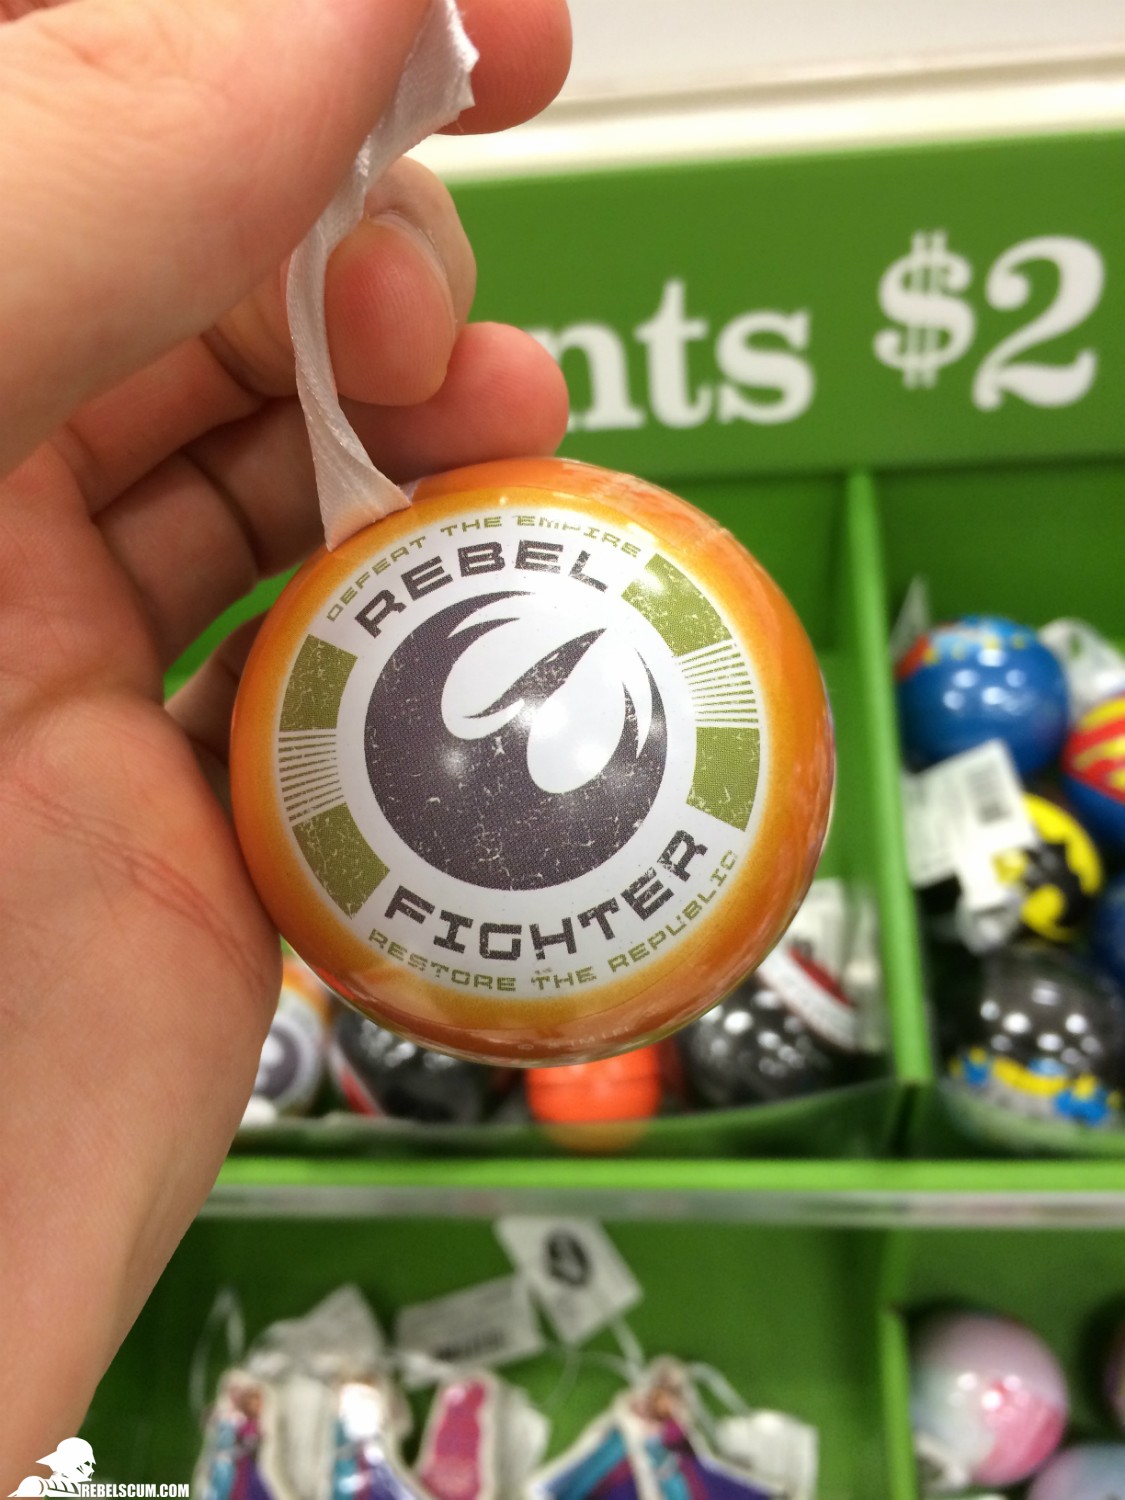 nts $2
DEFEAT THE EMPIRE
REBEL
FIGHTER
RESTORE THE REPUBLIC
REBELSCUM.COM